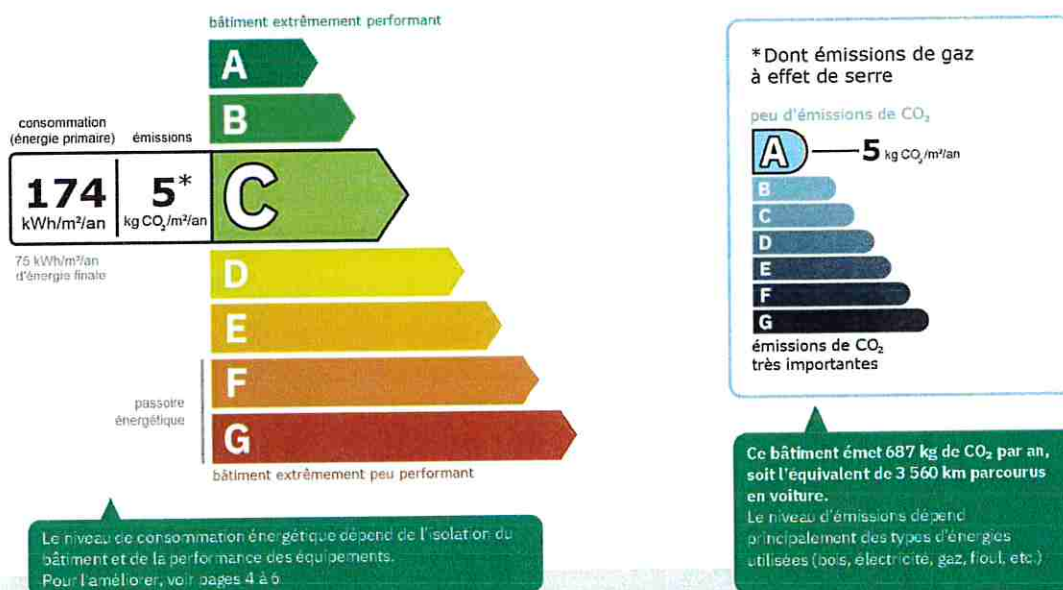 bâtiment extrêmement performant
A
B
consommation
(énergie primaire)
émissions
174
kWh/m²/an
5*
kg CO₂/m²/an
C
75 kWh/m²/an
d'énergie finale
D
E
F
G
passoire
énergétique
bâtiment extrêmement peu performant
Le niveau de consommation énergétique dépend de l'isolation du
bâtiment et de la performance des équipements.
Pour l'améliorer, voir pages 4 à 6
*Dont émissions de gaz
à effet de serre
peu d'émissions de CO₂
A
5 kg CO₂/m²/an
B
C
D
E
F
G
émissions de CO₂
très importantes
Ce bâtiment émet 687 kg de CO₂ par an,
soit l'équivalent de 3 560 km parcourus
en voiture.
Le niveau d'émissions dépend
principalement des types d'énergies
utilisées (bois, électricité, gaz, fioul, etc.)